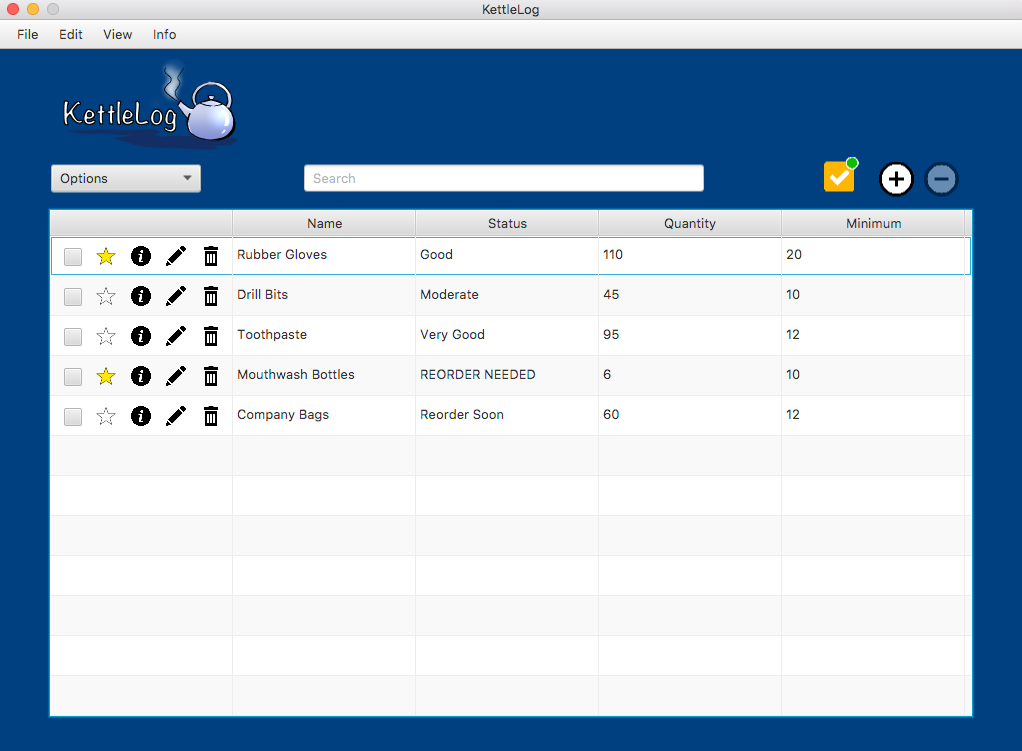 KettleLog
File Edit View Info
KettleLog
Options Search
Name Status Quantity Minimum
Rubber Gloves Good 110 20
Drill Bits Moderate 45 10
Toothpaste Very Good 95 12
Mouthwash Bottles REORDER NEEDED 6 10
Company Bags Reorder Soon 60 12